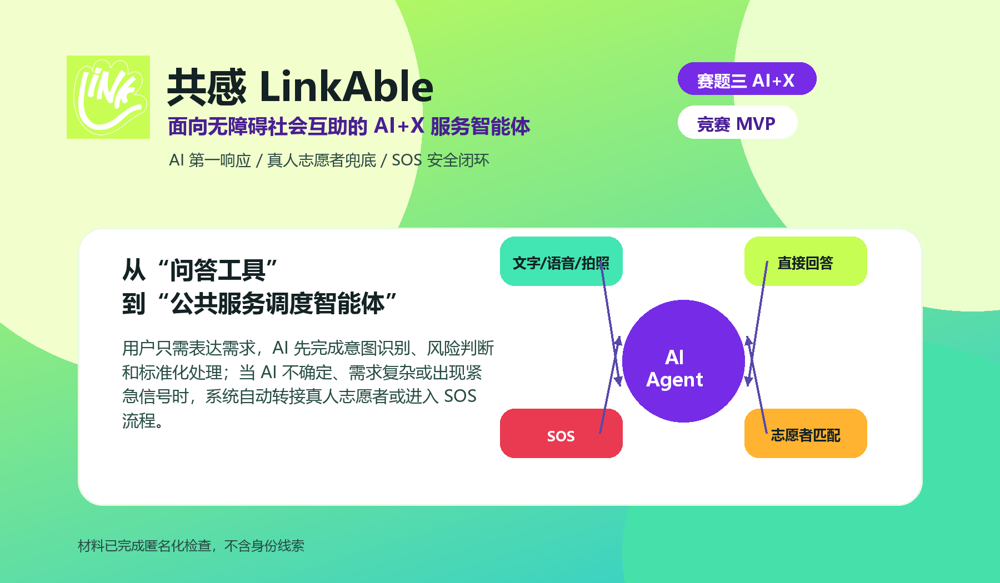 LiNK
共感 LinkAble
面向无障碍社会互助的 AI+X 服务智能体
AI 第一响应 / 真人志愿者兜底 / SOS 安全闭环
赛题三 AI+X
竞赛 MVP
从“问答工具”
到“公共服务调度智能体”
用户只需表达需求，AI 先完成意图识别、风险判断
和标准化处理；当 AI 不确定、需求复杂或出现紧
急信号时，系统自动转接真人志愿者或进入 SOS
流程。
文字/语音/拍照
直接回答
AI
Agent
SOS
志愿者匹配
材料已完成匿名化检查，不含身份线索